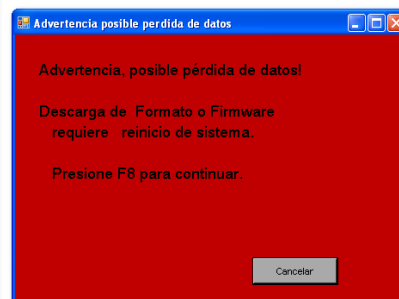 Advertencia posible perdida de datos
Advertencia, posible pérdida de datos!
Descarga de Formato o Firmware
requiere reinicio de sistema.
Presione F8 para continuar.
Cancelar